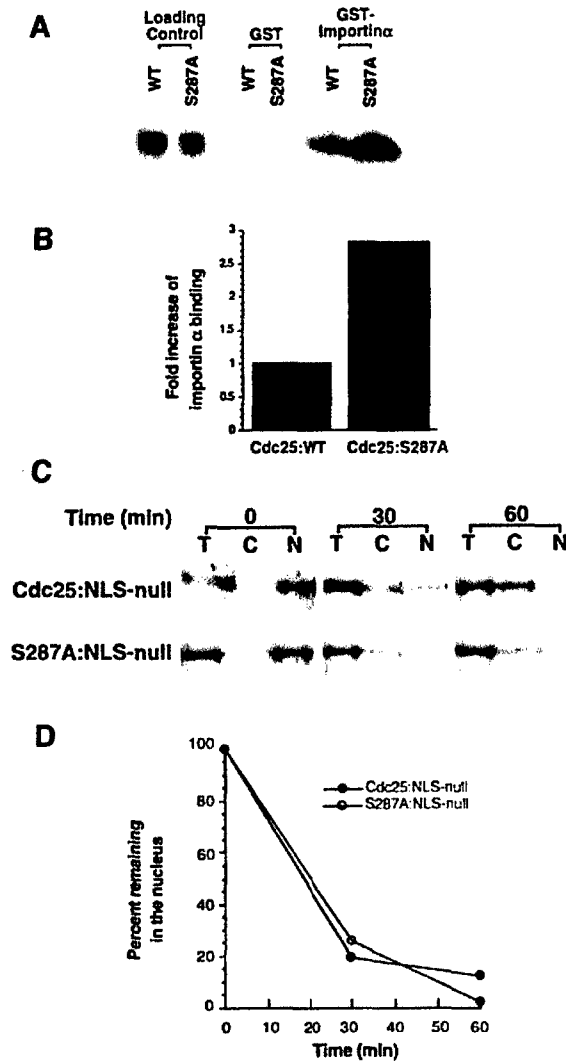 A
Loading Control
GST
GST-Importinα
WT
S287A
WT
S287A
WT
S287A
B
Fold increase of
importin α binding
3
2.5
2
1.5
1
0.5
0
Cdc25:WT
Cdc25:S287A
C
Time (min)
0
30
60
T C N T C N T C N
Cdc25:NLS-null
S287A:NLS-null
D
Percent remaining
in the nucleus
100
80
60
40
20
0
Cdc25:NLS-null
S287A:NLS-null
0 10 20 30 40 50 60
Time (min)